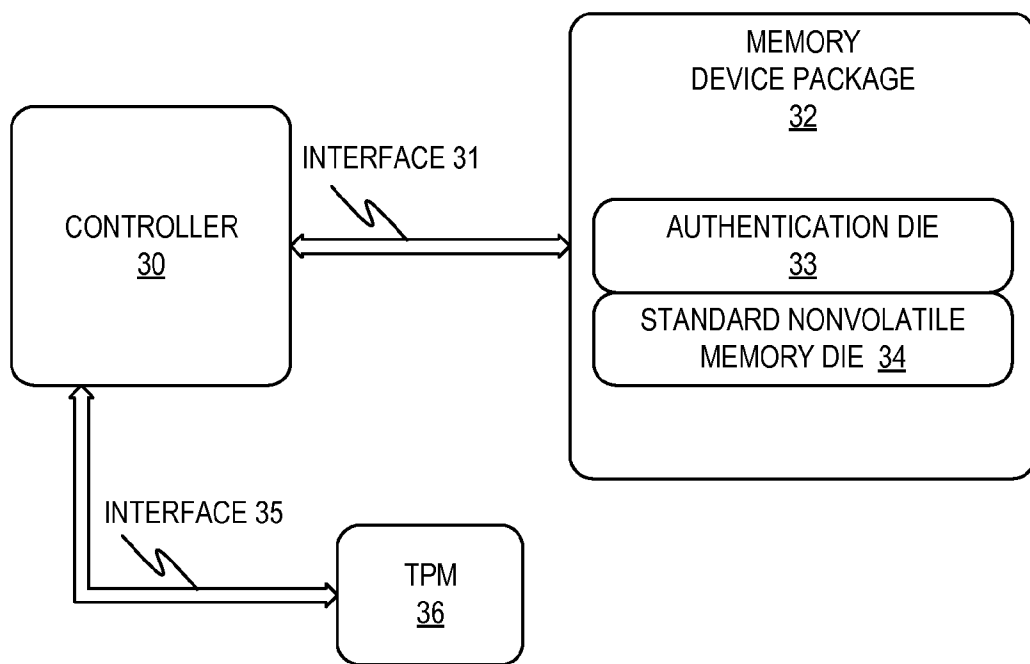 MEMORY
DEVICE PACKAGE
32
INTERFACE 31
CONTROLLER
30
AUTHENTICATION DIE
33
STANDARD NONVOLATILE
MEMORY DIE 34
INTERFACE 35
TPM
36